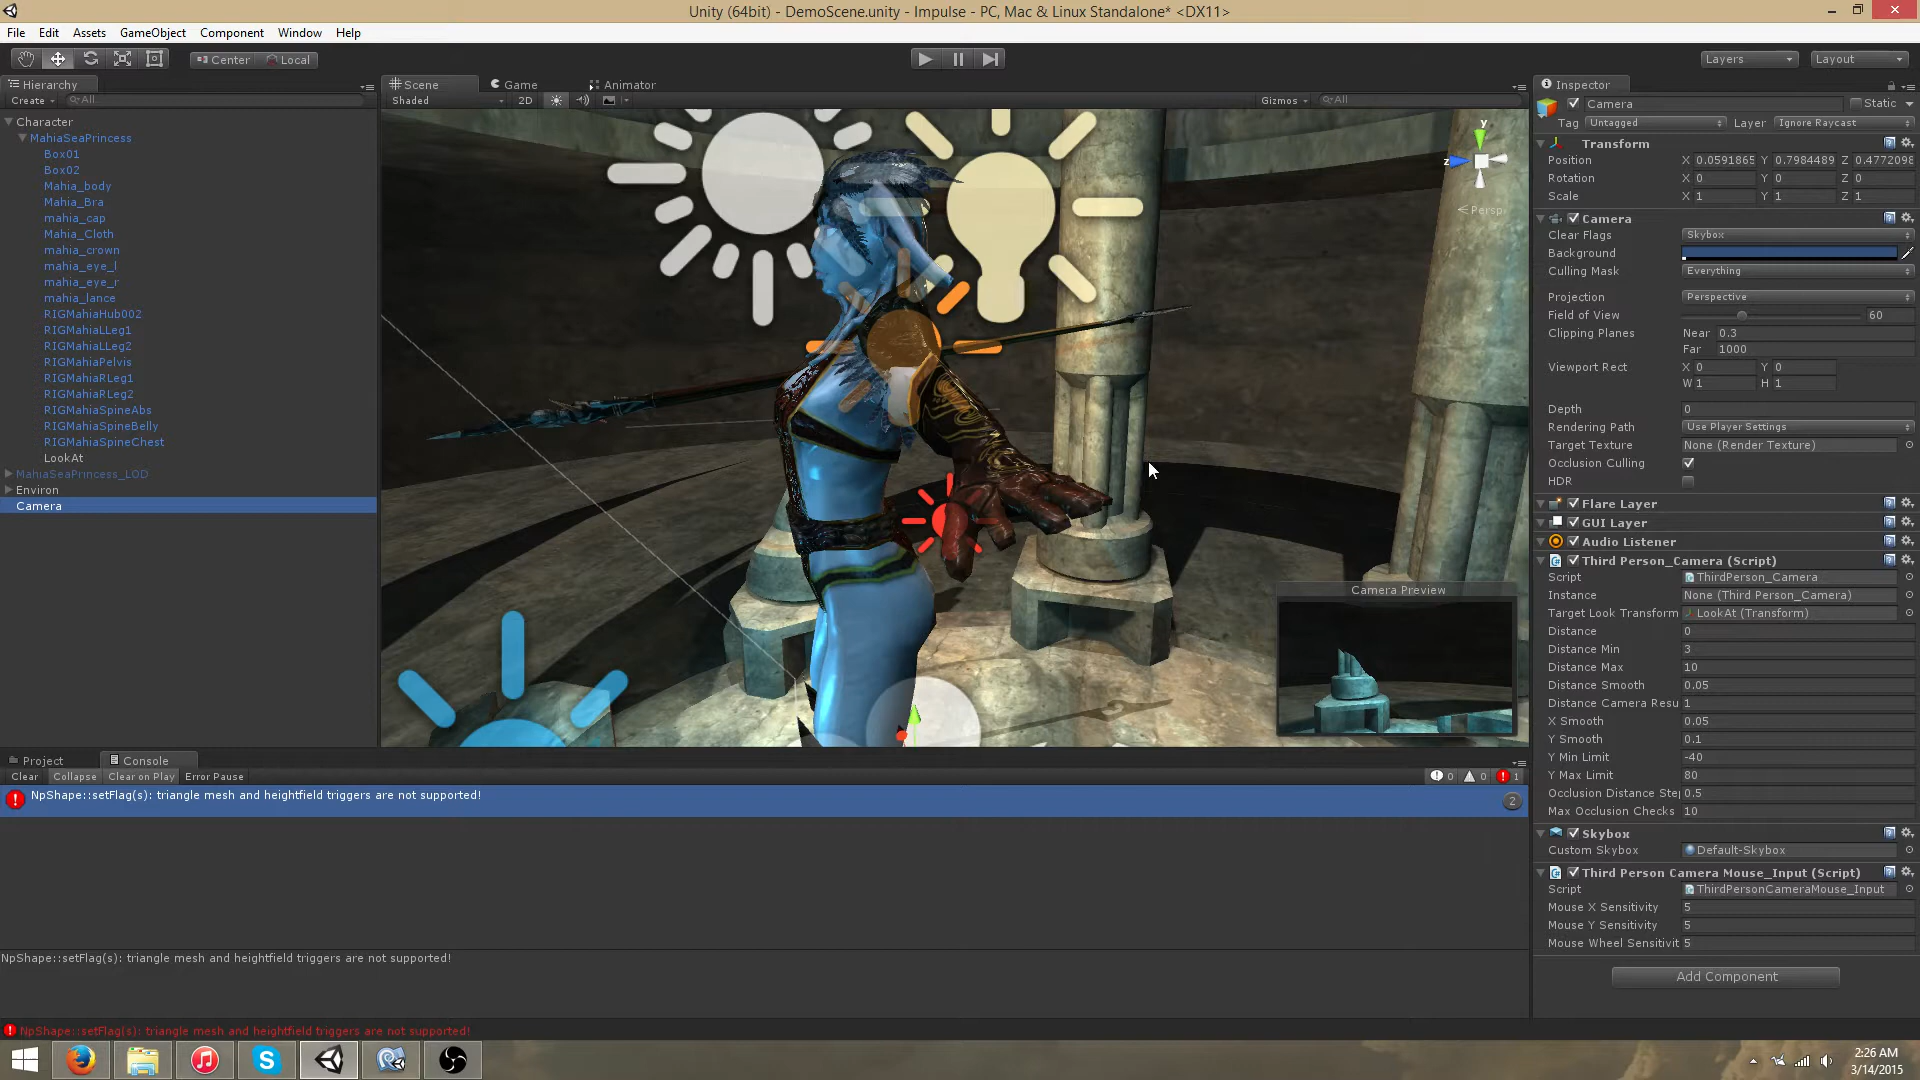 Unity (64bit) - DemoScene.unity - Impulse - PC, Mac & Linux Standalone* <DX11>
File Edit Assets GameObject Component Window Help
Center Local Layers Layout
Hierarchy
Create All
Character
MahiaSeaPrincess
Box01
Box02
Mahia_body
Mahia_Bra
mahia_cap
Mahia_Cloth
mahia_crown
mahia_eye_l
mahia_eye_r
mahia_lance
RIGMahiaHub002
RIGMahiaLLeg1
RIGMahiaLLeg2
RIGMahiaPelvis
RIGMahiaRLeg1
RIGMahiaRLeg2
RIGMahiaSpineAbs
RIGMahiaSpineBelly
RIGMahiaSpineChest
LookAt
MahiaSeaPrincess_LOD
Environ
Camera
Scene Game Animator
Shaded 2D Gizmos All
y
z
Persp
Camera Preview
Inspector
Camera Static
Tag Untagged Layer Ignore Raycast
Transform
Position X 0.0591865 Y 0.7984489 Z 0.4772098
Rotation X 0 Y 0 Z 0
Scale X 1 Y 1 Z 1
Camera
Clear Flags Skybox
Background
Culling Mask Everything
Projection Perspective
Field of View 60
Clipping Planes Near 0.3
Far 1000
Viewport Rect X 0 Y 0
W 1 H 1
Depth 0
Rendering Path Use Player Settings
Target Texture None (Render Texture)
Occlusion Culling
HDR
Flare Layer
GUI Layer
Audio Listener
Third Person_Camera (Script)
Script ThirdPerson_Camera
Instance None (Third Person_Camera)
Target Look Transform LookAt (Transform)
Distance 0
Distance Min 3
Distance Max 10
Distance Smooth 0.05
Distance Camera Resu 1
X Smooth 0.05
Y Smooth 0.1
Y Min Limit -40
Y Max Limit 80
Occlusion Distance Ste 0.5
Max Occlusion Checks 10
Skybox
Custom Skybox Default-Skybox
Third Person Camera Mouse_Input (Script)
Script ThirdPersonCameraMouse_Input
Mouse X Sensitivity 5
Mouse Y Sensitivity 5
Mouse Wheel Sensitivit 5
Add Component
Project Console
Clear Collapse Clear on Play Error Pause 0 0 1
NpShape::setFlag(s): triangle mesh and heightfield triggers are not supported! 2
NpShape::setFlag(s): triangle mesh and heightfield triggers are not supported!
NpShape::setFlag(s): triangle mesh and heightfield triggers are not supported!
2:26 AM
3/14/2015